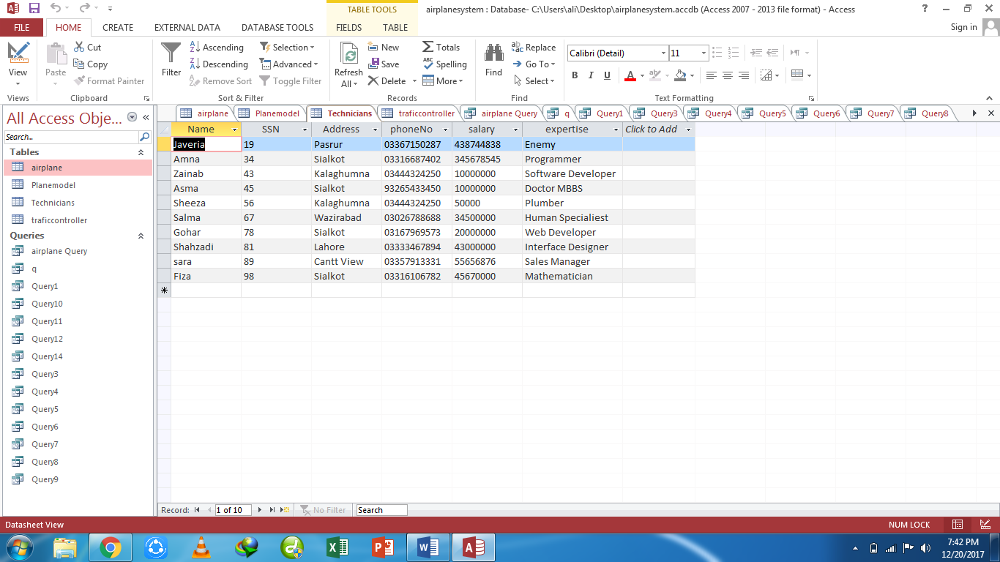 TABLE TOOLS
airplanesystem : Database- C:\Users\ali\Desktop\airplanesystem.accdb (Access 2007 - 2013 file format) - Access
FILE HOME CREATE EXTERNAL DATA DATABASE TOOLS FIELDS TABLE Sign in
View
Views
Paste
Cut
Copy
Format Painter
Clipboard
Filter
Ascending
Descending
Remove Sort
Selection
Advanced
Toggle Filter
Sort & Filter
Refresh
All
New
Save
Delete
Totals
Spelling
More
Records
Find
Replace
Go To
Select
Find
Calibri (Detail) 11
B I U
Text Formatting
All Access Obje...
Search...
Tables
airplane
Planemodel
Technicians
traficcontroller
Queries
airplane Query
q
Query1
Query10
Query11
Query12
Query14
Query3
Query4
Query5
Query6
Query7
Query8
Query9
airplane Planemodel Technicians traficcontroller airplane Query q Query1 Query3 Query4 Query5 Query6 Query7 Query8
Name SSN Address phoneNo salary expertise Click to Add
Javeria 19 Pasrur 03367150287 438744838 Enemy
Amna 34 Sialkot 03316687402 345678545 Programmer
Zainab 43 Kalaghumna 03444324250 10000000 Software Developer
Asma 45 Sialkot 93265433450 10000000 Doctor MBBS
Sheeza 56 Kalaghumna 03444324250 50000 Plumber
Salma 67 Wazirabad 03026788688 34500000 Human Specialiest
Gohar 78 Sialkot 03167969573 20000000 Web Developer
Shahzadi 81 Lahore 03333467894 43000000 Interface Designer
sara 89 Cantt View 03357913331 55656876 Sales Manager
Fiza 98 Sialkot 03316106782 45670000 Mathematician
Record: 1 of 10 No Filter Search
Datasheet View NUM LOCK
7:42 PM
12/20/2017